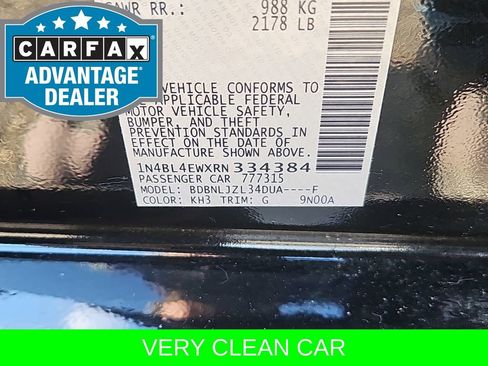 CARFAX
ADVANTAGE
DEALER
GAWR RR.: 988 KG
2178 LB
VEHICLE CONFORMS TO
APPLICABLE FEDERAL
MOTOR VEHICLE SAFETY,
BUMPER, AND THEFT
PREVENTION STANDARDS
IN EFFECT ON THE DATE OF
MANUFACTURE SHOWN ABOVE.
1N4BL4EWXRN334384
PASSENGER CAR 777315
MODEL: BDBNLJZL34DUA----F
COLOR: KH3 TRIM: G 9N00A
VERY CLEAN CAR